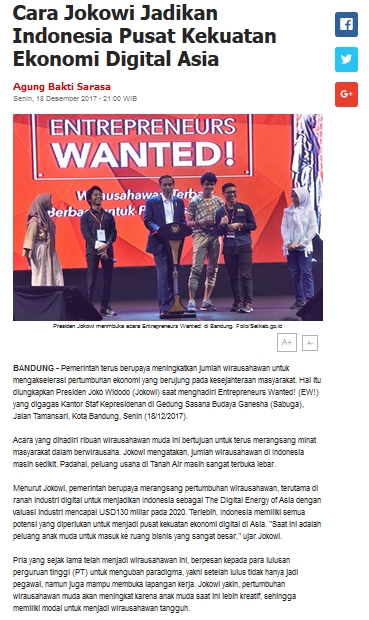 Cara Jokowi Jadikan
Indonesia Pusat Kekuatan
Ekonomi Digital Asia
Agung Bakti Sarasa
Senin, 18 Desember 2017 - 21:00 WIB
ENTREPRENEURS
WANTED!
Wirausahawan Terba
Berba
ntuk P
Presiden Jokowi menmbuka acara Entrepreneurs Wanted! di Bandung. Foto/Setkab.go.id
A+
A-
BANDUNG - Pemerintah terus berupaya meningkatkan jumlah wirausahawan untuk
mengakselerasi pertumbuhan ekonomi yang berujung pada kesejahteraan masyarakat. Hal itu
diungkapkan Presiden Joko Widodo (Jokowi) saat menghadiri Entrepreneurs Wanted! (EW!)
yang digagas Kantor Staf Kepresidenan di Gedung Sasana Budaya Ganesha (Sabuga),
Jalan Tamansari, Kota Bandung, Senin (18/12/2017).
Acara yang dihadiri ribuan wirausahawan muda ini bertujuan untuk terus merangsang minat
masyarakat dalam berwirausaha. Jokowi mengatakan, jumlah wirausahawan di Indonesia
masih sedikit. Padahal, peluang usaha di Tanah Air masih sangat terbuka lebar.
Menurut Jokowi, pemerintah berupaya merangsang pertumbuhan wirausahawan, terutama di
ranah industri digital untuk menjadikan Indonesia sebagai The Digital Energy of Asia dengan
valuasi Industri mencapai USD130 miliar pada 2020. Terlebih, Indonesia memiliki semua
potensi yang diperlukan untuk menjadi pusat kekuatan ekonomi digital di Asia. "Saat ini adalah
peluang anak muda untuk masuk ke ruang bisnis yang sangat besar," ujar Jokowi.
Pria yang sejak lama telah menjadi wirausahawan ini, berpesan kepada para lulusan
perguruan tinggi (PT) untuk mengubah paradigma, yakni setelah lulus tidak hanya jadi
pegawai, namun juga mampu membuka lapangan kerja. Jokowi yakin, pertumbuhan
wirausahawan muda akan meningkat karena anak muda saat ini lebih kreatif, sehingga
memiliki modal untuk menjadi wirausahawan tangguh.